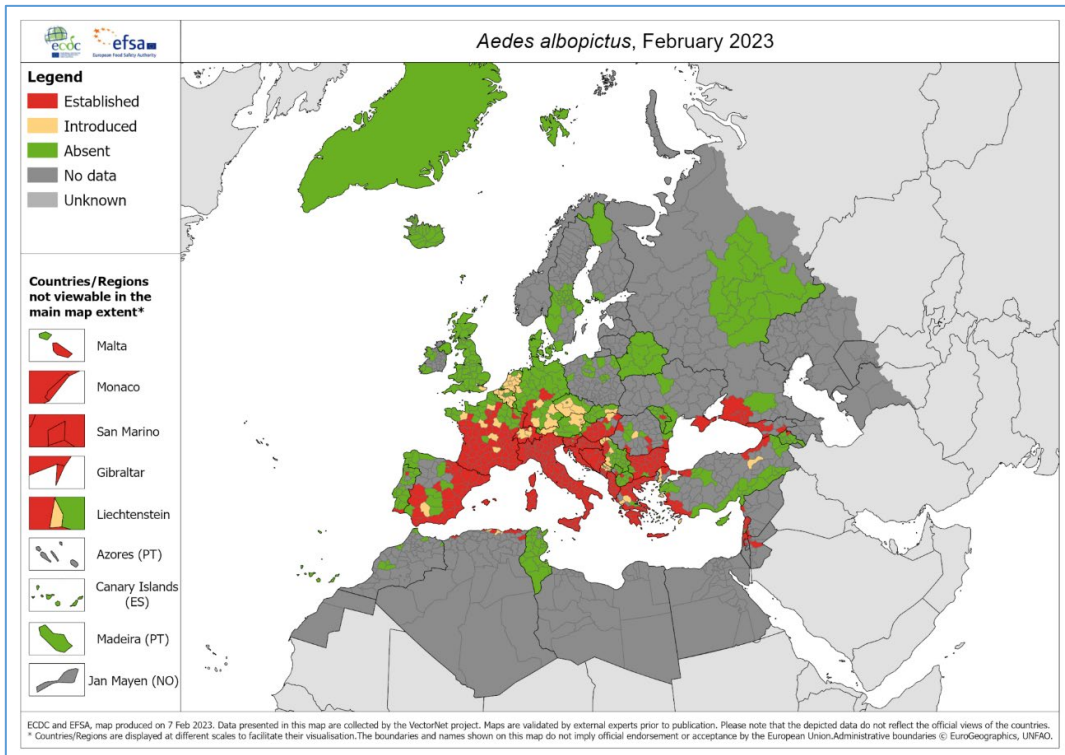 ecdc
efsa
European Food Safety Authority
Aedes albopictus, February 2023
Legend
Established
Introduced
Absent
No data
Unknown
Countries/Regions
not viewable in the
main map extent*
Malta
Monaco
San Marino
Gibraltar
Liechtenstein
Azores (PT)
Canary Islands
(ES)
Madeira (PT)
Jan Mayen (NO)
ECDC and EFSA, map produced on 7 Feb 2023. Data presented in this map are collected by the VectorNet project. Maps are validated by external experts prior to publication. Please note that the depicted data do not reflect the official views of the countries.
* Countries/Regions are displayed at different scales to facilitate their visualisation.The boundaries and names shown on this map do not imply official endorsement or acceptance by the European Union.Administrative boundaries © EuroGeographics, UNFAO.